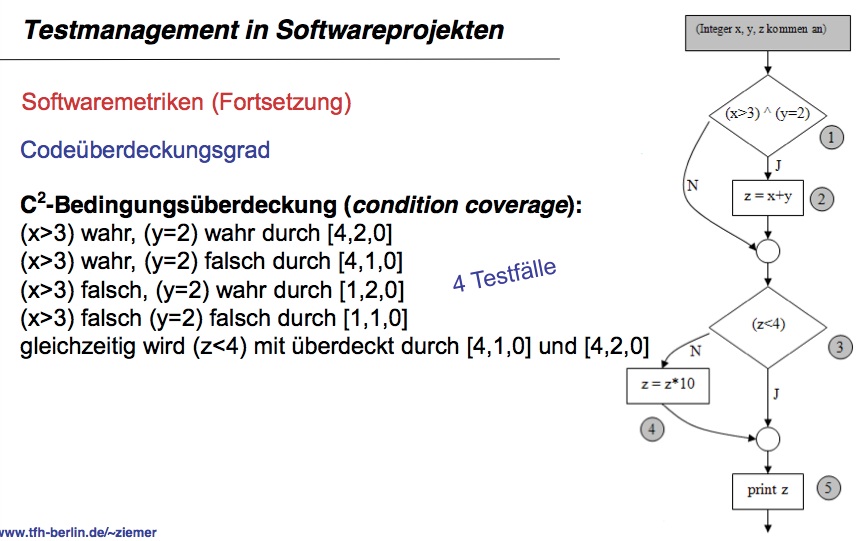 Testmanagement in Softwareprojekten
Softwaremetriken (Fortsetzung)
Codeüberdeckungsgrad
C²-Bedingungsüberdeckung (condition coverage):
(x>3) wahr, (y=2) wahr durch [4,2,0]
(x>3) wahr, (y=2) falsch durch [4,1,0]
(x>3) falsch, (y=2) wahr durch [1,2,0]
(x>3) falsch (y=2) falsch durch [1,1,0]
gleichzeitig wird (z<4) mit überdeckt durch [4,1,0] und [4,2,0]
4 Testfälle
(Integer x, y, z kommen an)
(x>3) ^ (y=2)
1
J
N
z = x+y
2
(z<4)
3
N
z = z*10
J
4
print z
5
www.tfh-berlin.de/~ziemer